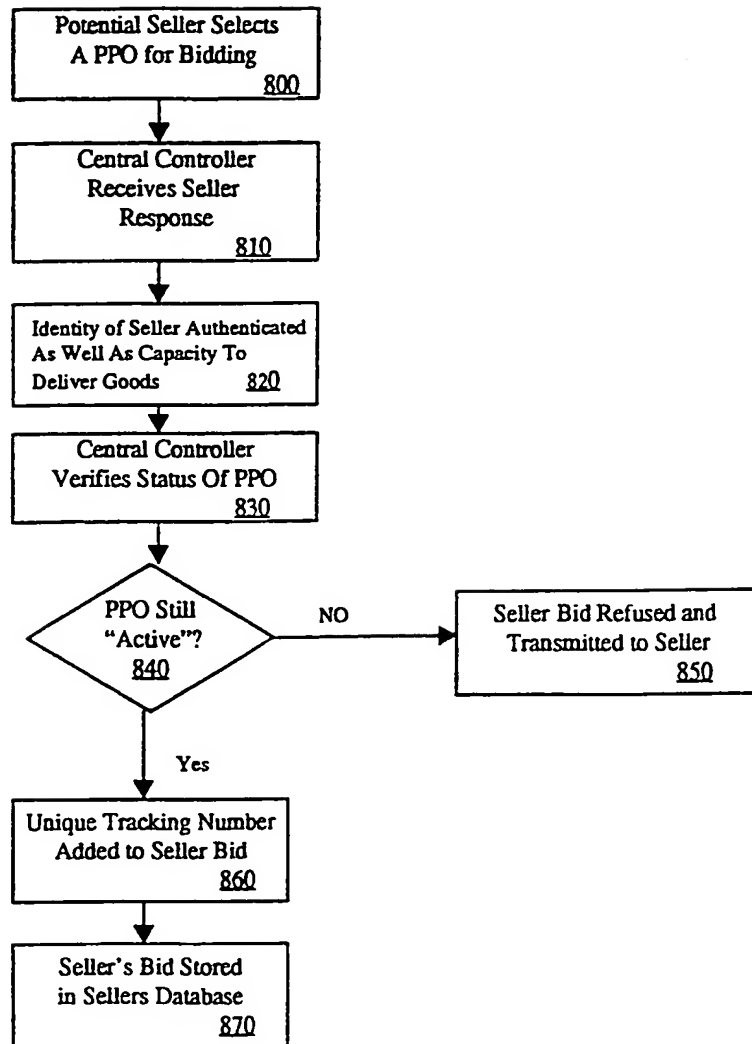 Potential Seller Selects
A PPO for Bidding
800
Central Controller
Receives Seller
Response
810
Identity of Seller Authenticated
As Well As Capacity To
Deliver Goods 820
Central Controller
Verifies Status Of PPO
830
PPO Still
"Active"?
840
NO
Seller Bid Refused and
Transmitted to Seller
850
Yes
Unique Tracking Number
Added to Seller Bid
860
Seller's Bid Stored
in Sellers Database
870